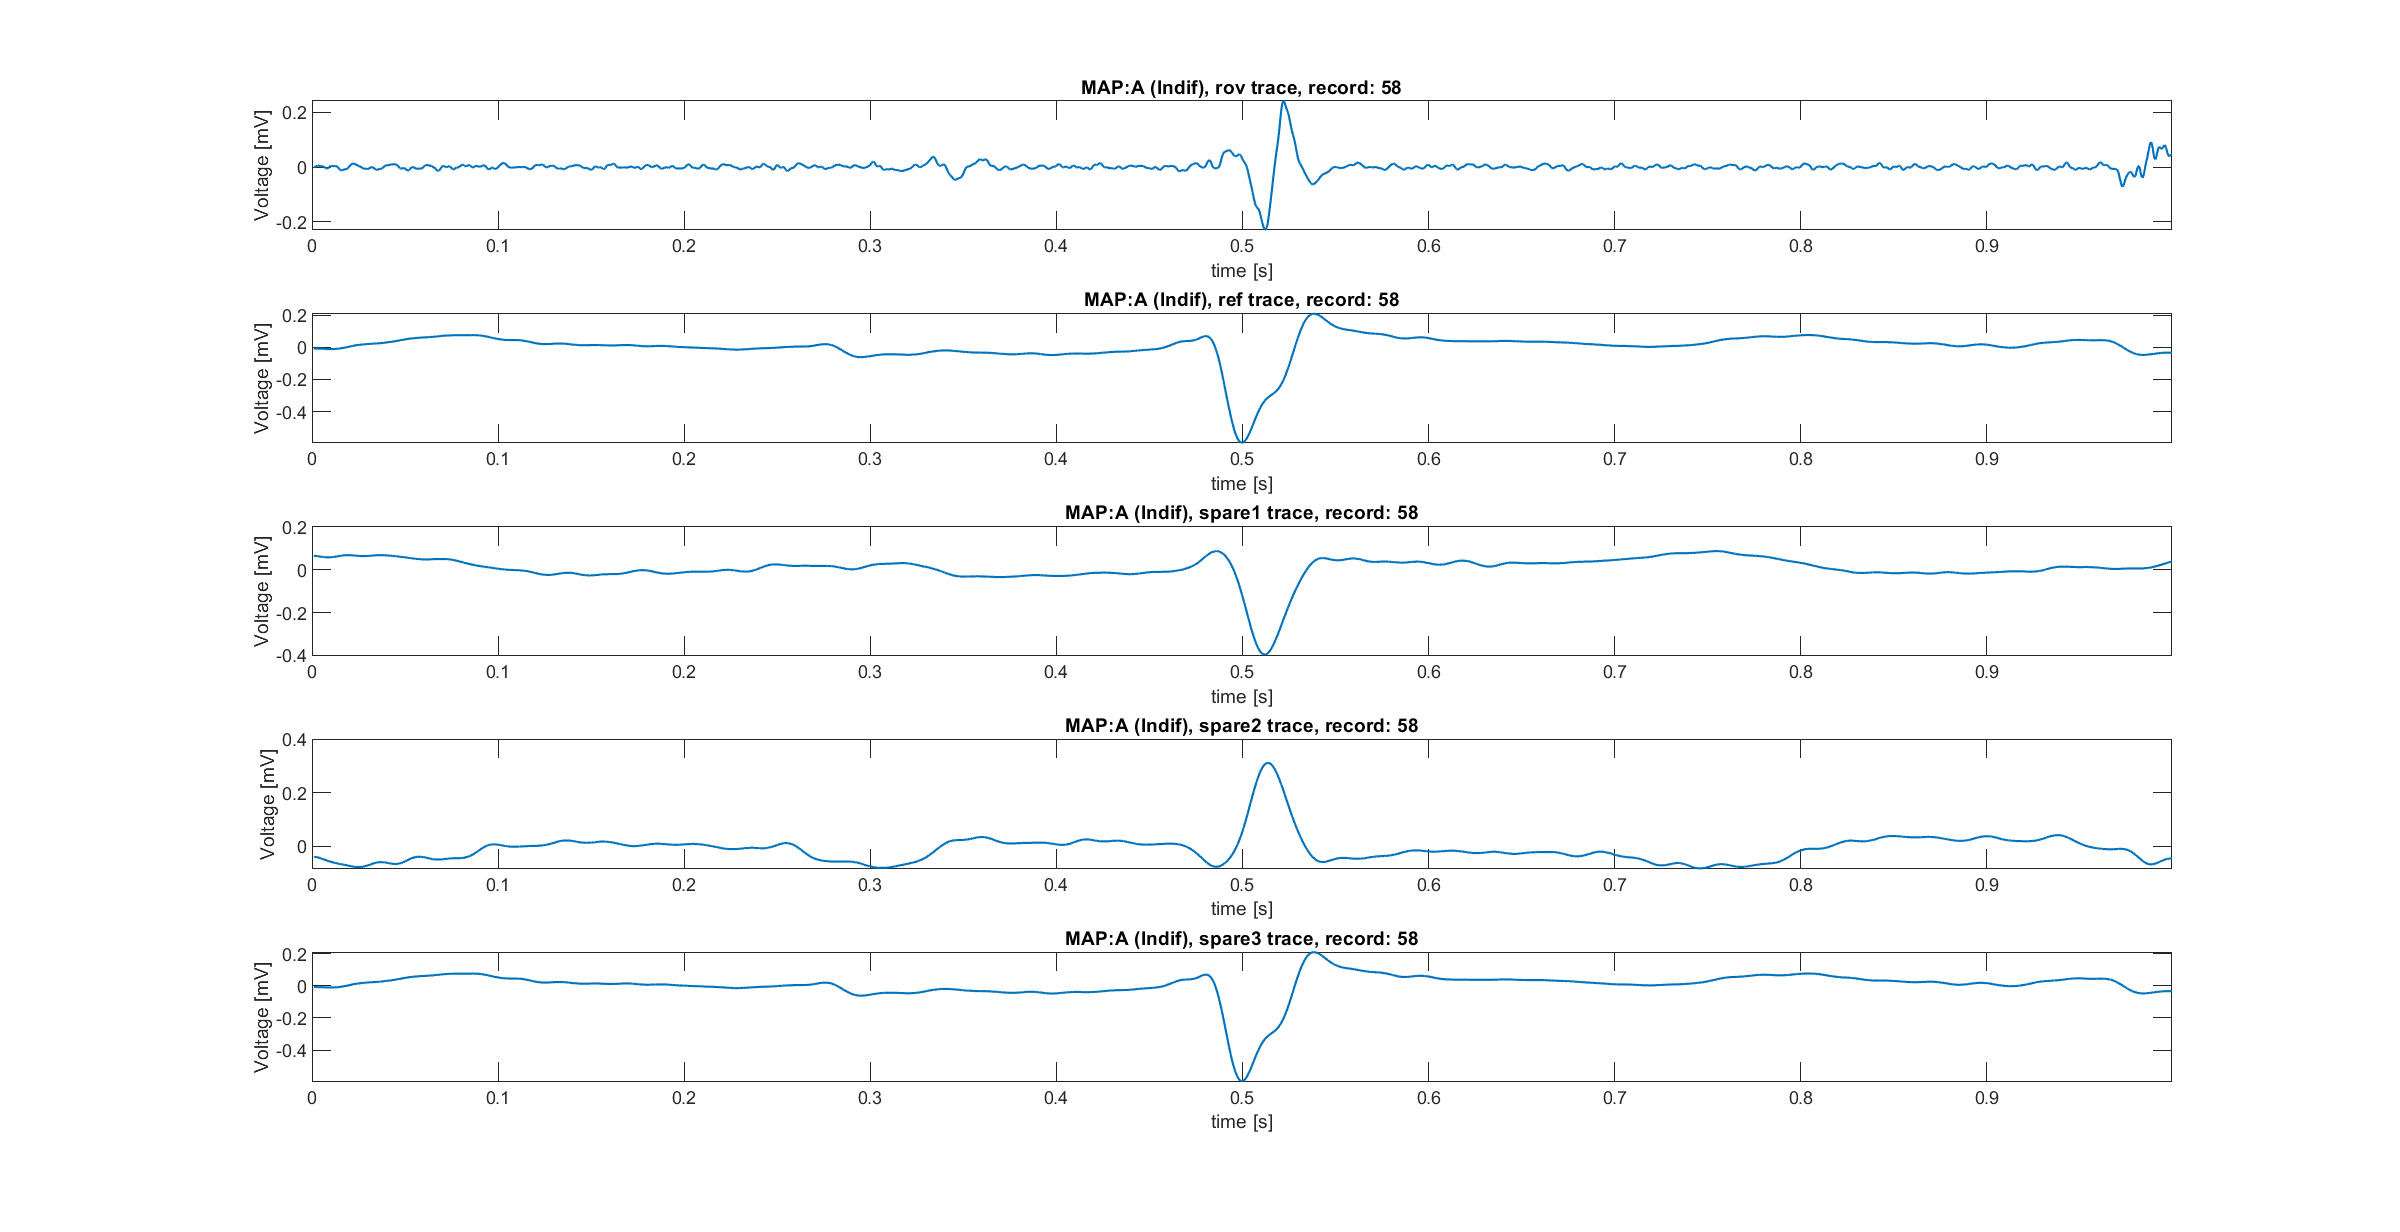 MAP:A (Indif), rov trace, record: 58
Voltage [mV]
0.2
0
-0.2
0 0.1 0.2 0.3 0.4 0.5 0.6 0.7 0.8 0.9
time [s]
MAP:A (Indif), ref trace, record: 58
Voltage [mV]
0.2
0
-0.2
-0.4
0 0.1 0.2 0.3 0.4 0.5 0.6 0.7 0.8 0.9
time [s]
MAP:A (Indif), spare1 trace, record: 58
Voltage [mV]
0.2
0
-0.2
-0.4
0 0.1 0.2 0.3 0.4 0.5 0.6 0.7 0.8 0.9
time [s]
MAP:A (Indif), spare2 trace, record: 58
Voltage [mV]
0.4
0.2
0
0 0.1 0.2 0.3 0.4 0.5 0.6 0.7 0.8 0.9
time [s]
MAP:A (Indif), spare3 trace, record: 58
Voltage [mV]
0.2
0
-0.2
-0.4
0 0.1 0.2 0.3 0.4 0.5 0.6 0.7 0.8 0.9
time [s]